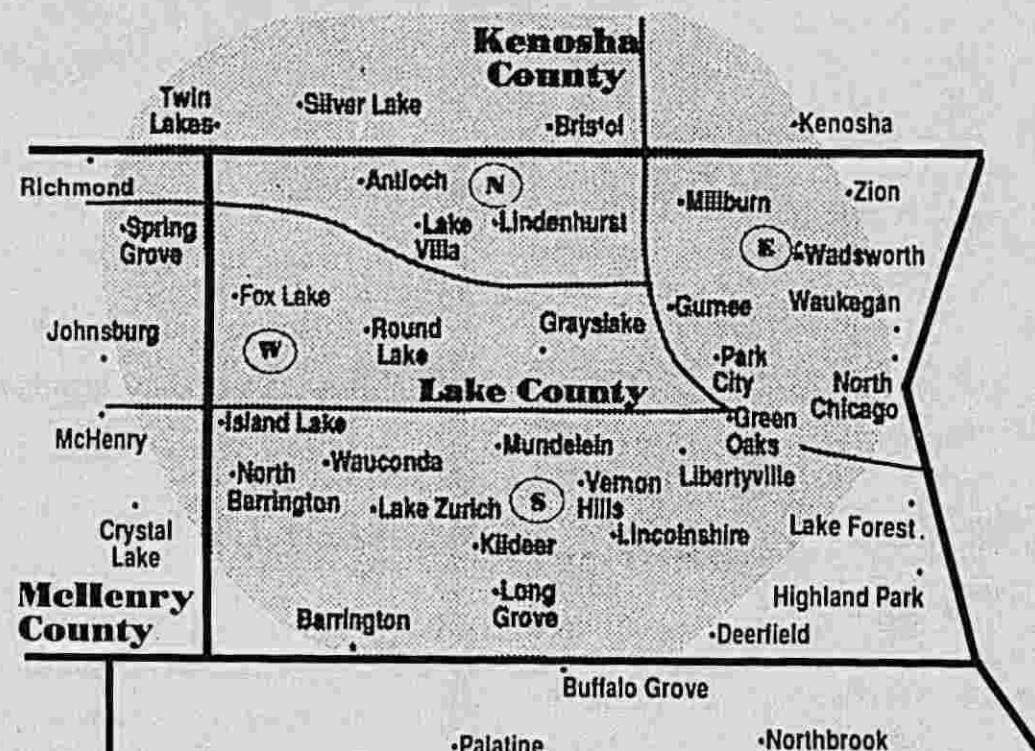 Kenosha
County
Twin
Lakes
Silver Lake
Bristol
Kenosha
Richmond
Antioch
N
Millburn
Zion
Spring
Grove
Lake
Villa
Lindenhurst
E
Wadsworth
Fox Lake
Gurnee
Waukegan
Johnsburg
W
Round
Lake
Grayslake
Park
City
North
Chicago
Lake County
McHenry
Island Lake
Green
Oaks
Mundelein
North
Barrington
Wauconda
Vernon
Hills
Libertyville
Lake Zurich
S
Crystal
Lake
Kildeer
Lincolnshire
Lake Forest
McHenry
County
Long
Grove
Highland Park
Barrington
Deerfield
Buffalo Grove
Palatine
Northbrook